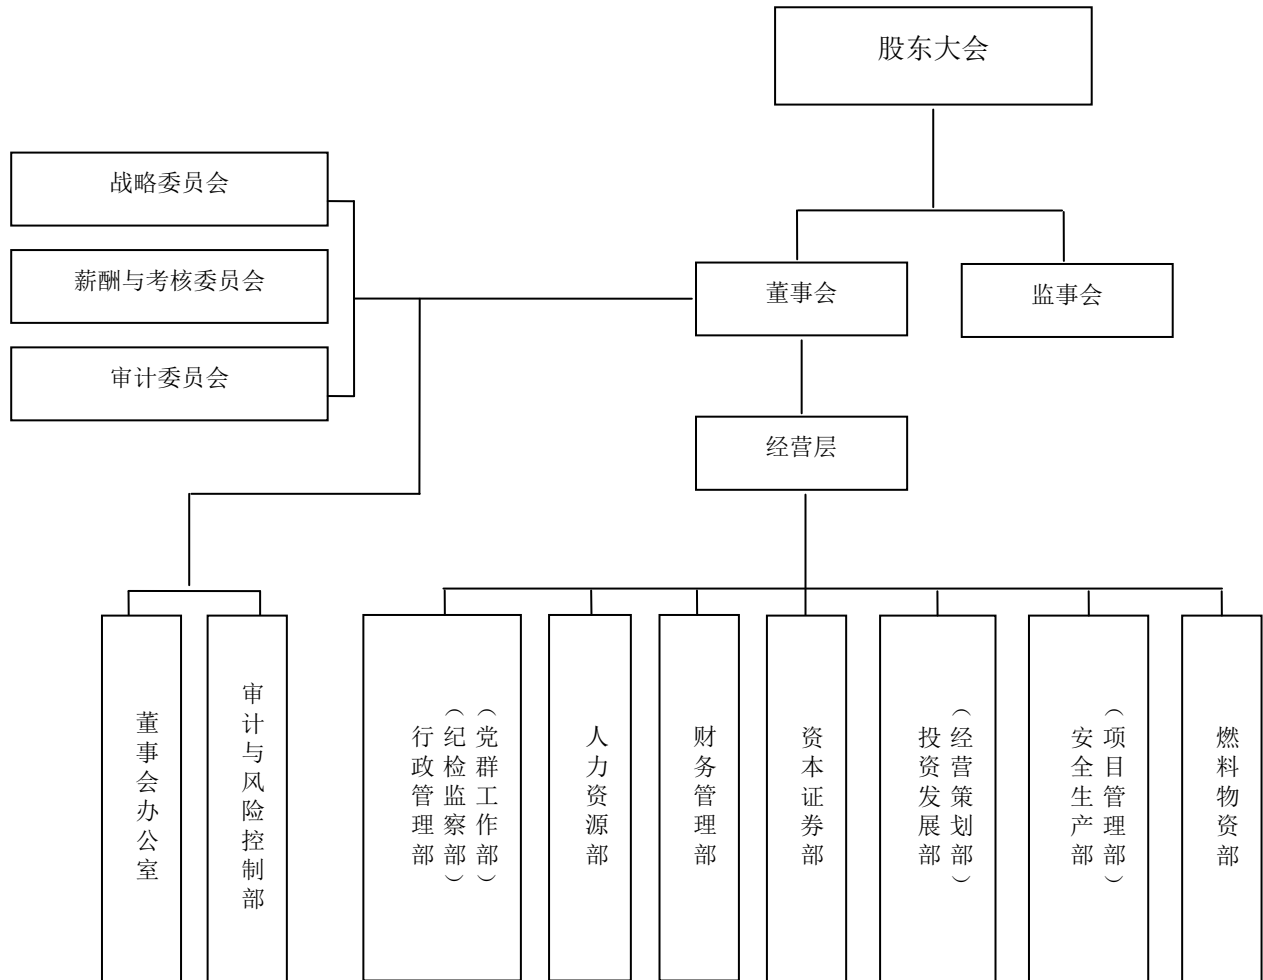 股东大会
战略委员会
薪酬与考核委员会
审计委员会
董事会
监事会
经营层
董事会办公室
审计与风险控制部
行政管理部
（纪检监察部）
（党群工作部）
人力资源部
财务管理部
资本证券部
投资发展部
（经营策划部）
安全生产部
（项目管理部）
燃料物资部